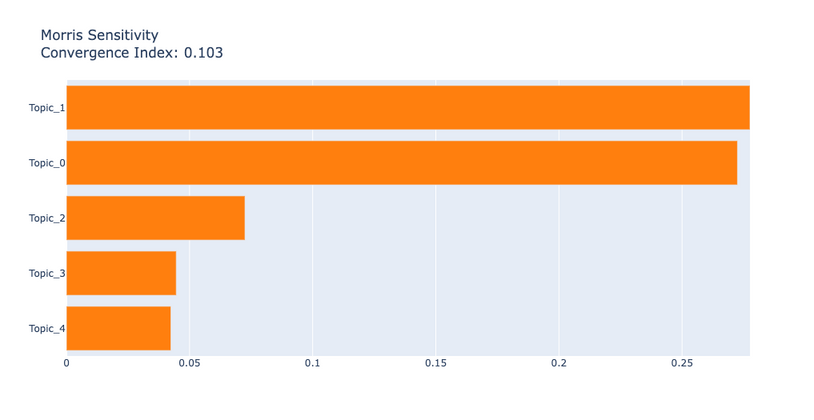 Morris Sensitivity
Convergence Index: 0.103
Topic_1
Topic_0
Topic_2
Topic_3
Topic_4
0 0.05 0.1 0.15 0.2 0.25